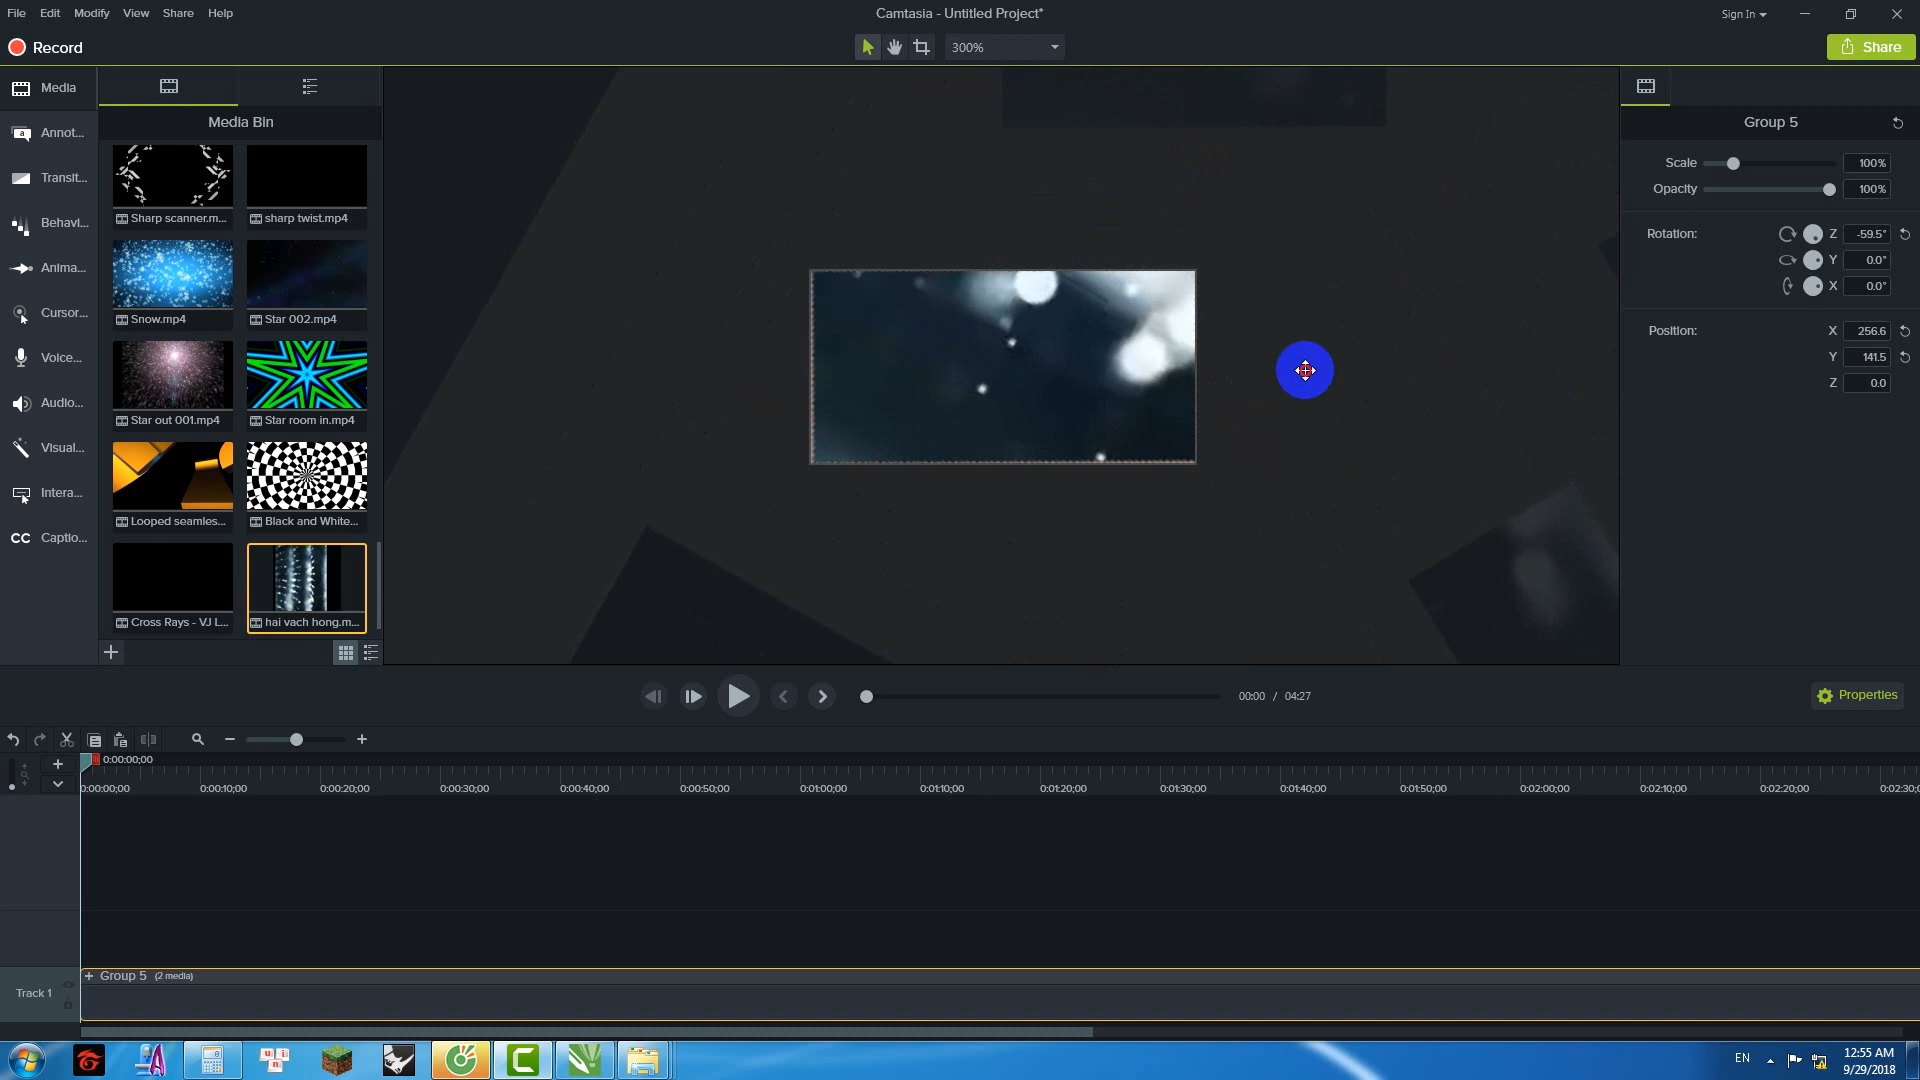 File Edit Modify View Share Help
Camtasia - Untitled Project*
Sign In
Record
300%
Share
Media
Annot...
Transit...
Behavi...
Anima...
Cursor...
Voice...
Audio...
Visual...
Intera...
CC Captio...
Media Bin
Sharp scanner.m... sharp twist.mp4
Snow.mp4 Star 002.mp4
Star out 001.mp4 Star room in.mp4
Looped seamles... Black and White...
Cross Rays - VJ L... hai vach hong.m...
Group 5
Scale 100%
Opacity 100%
Rotation: Z -59.5°
Y 0.0°
X 0.0°
Position: X 256.6
Y 141.5
Z 0.0
00:00 / 04:27
Properties
0:00:00;00
0:00:00;00 0:00:10;00 0:00:20;00 0:00:30;00 0:00:40;00 0:00:50;00 0:01:00;00 0:01:10;00 0:01:20;00 0:01:30;00 0:01:40;00 0:01:50;00 0:02:00;00 0:02:10;00 0:02:20;00 0:02:30;0
Group 5 (2 media)
Track 1
EN
12:55 AM
9/29/2018